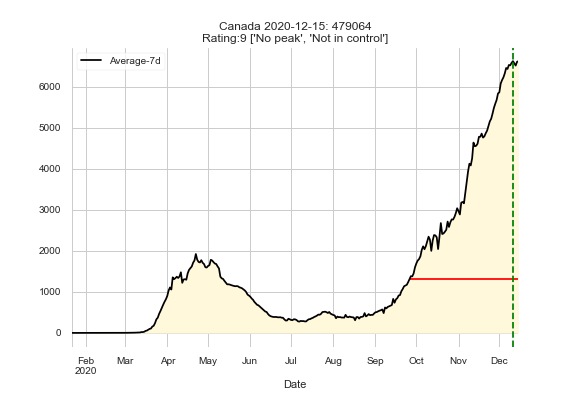 Canada 2020-12-15: 479064
Rating:9 ['No peak', 'Not in control']
Average-7d
6000
5000
4000
3000
2000
1000
0
Feb Mar Apr May Jun Jul Aug Sep Oct Nov Dec
2020
Date